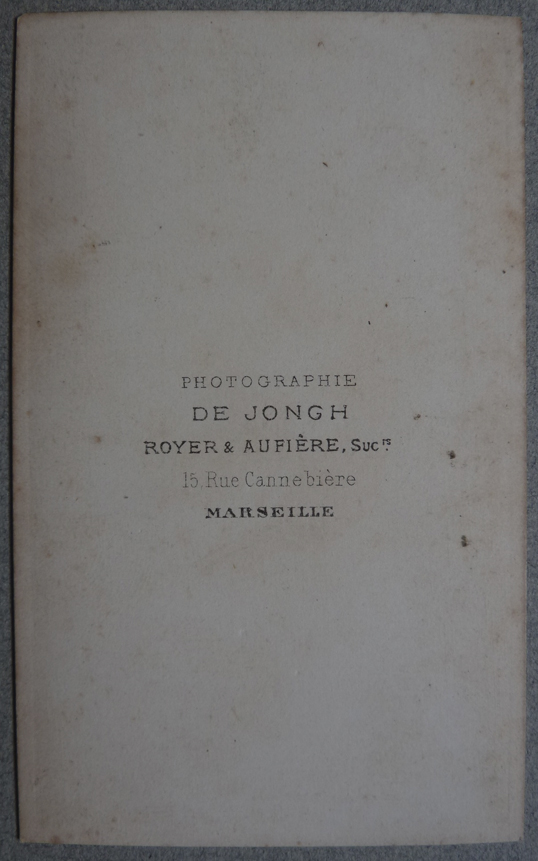 PHOTOGRAPHIE
DE JONGH
ROYER & AUFIÈRE, Sucrs.
15. Rue Cannebière
MARSEILLE